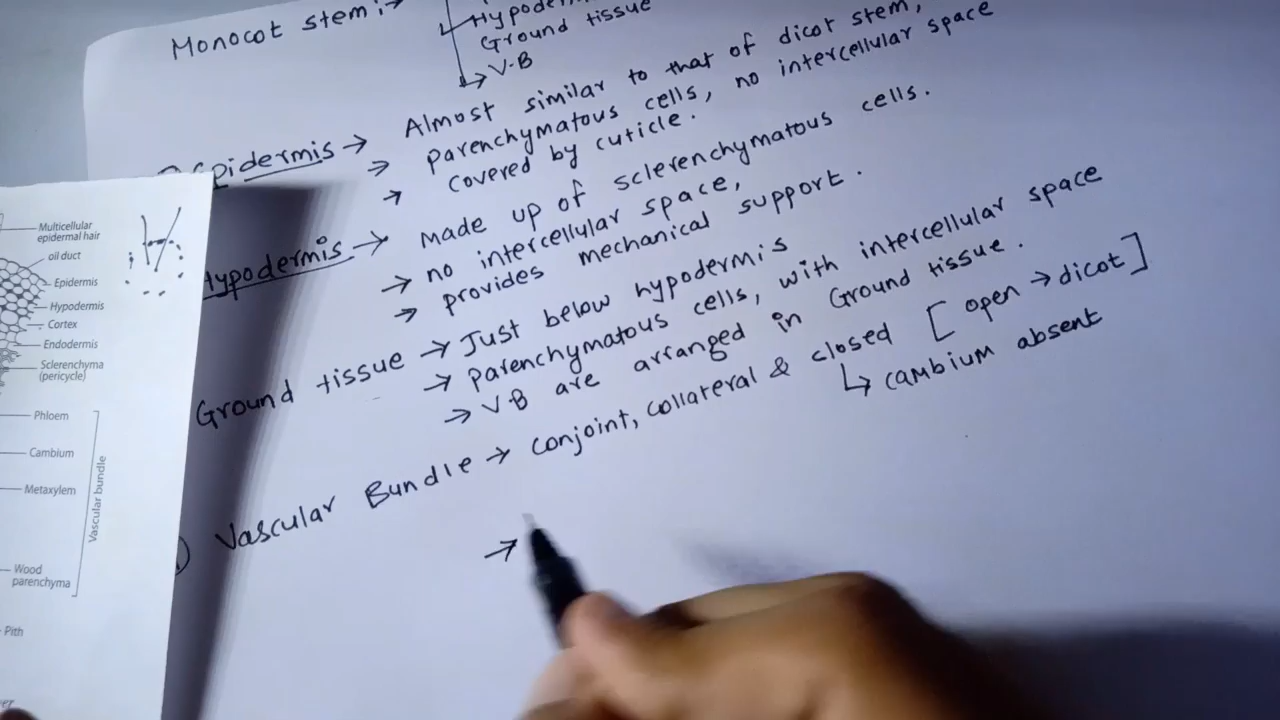 Monocot stem :→
Ground tissue
→ V.B
Epidermis → Almost similar to that of dicot stem,
→ parenchymatous cells, no intercellular space
→ covered by cuticle.
Hypodermis → Made up of sclerenchymatous cells.
→ no intercellular space,
→ provides mechanical support.
Ground tissue → Just below hypodermis
→ parenchymatous cells, with intercellular space
→ V.B are arranged in Ground tissue.
Vascular Bundle → conjoint, collateral & closed [open → dicot]
↳ cambium absent
→
Multicellular
epidermal hair
oil duct
Epidermis
Hypodermis
Cortex
Endodermis
Sclerenchyma
(pericycle)
Phloem
Cambium
Metaxylem
Vascular bundle
Wood
parenchyma
Pith